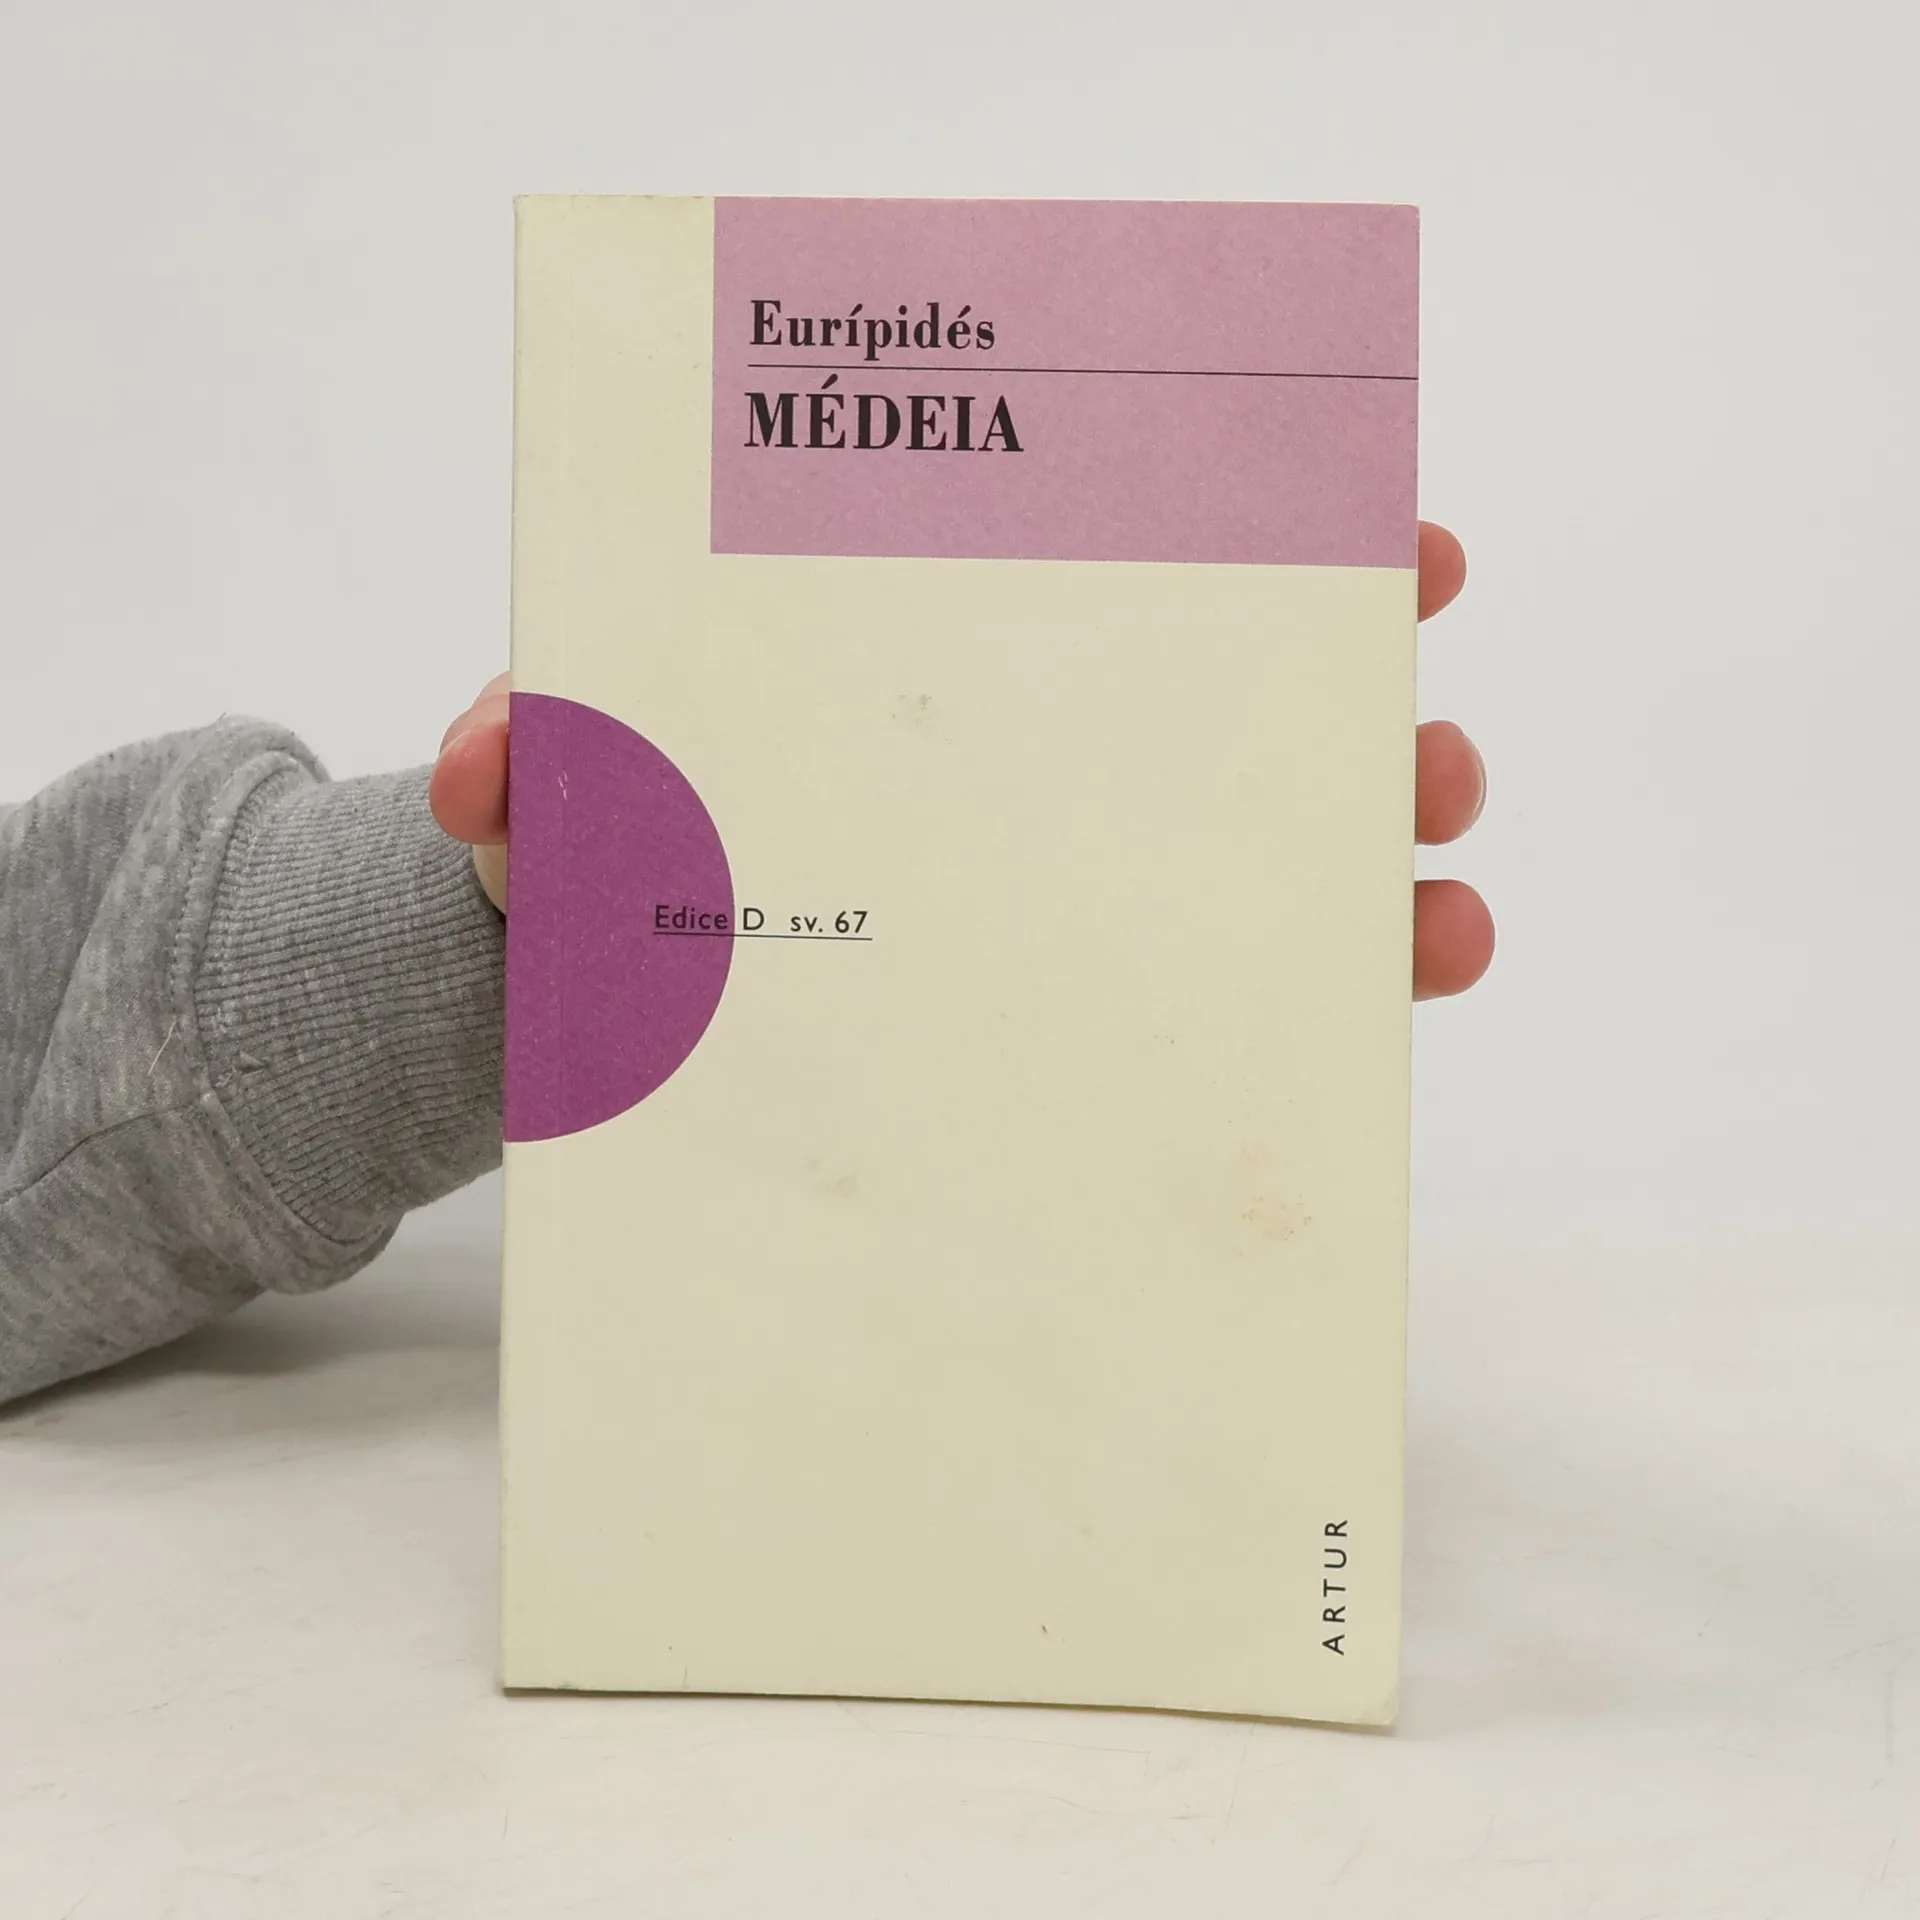 Eurípidés
MÉDEIA
Edice D sv. 67
ARTUR